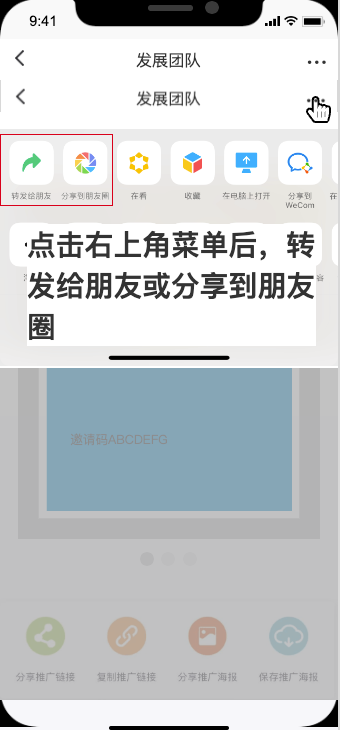 9:41
发展团队
发展团队
转发给朋友
分享到朋友圈
在看
收藏
在电脑上打开
分享到
WeCom
点击右上角菜单后，转
发给朋友或分享到朋友
圈
邀请码ABCDEFG
分享推广链接
复制推广链接
分享推广海报
保存推广海报